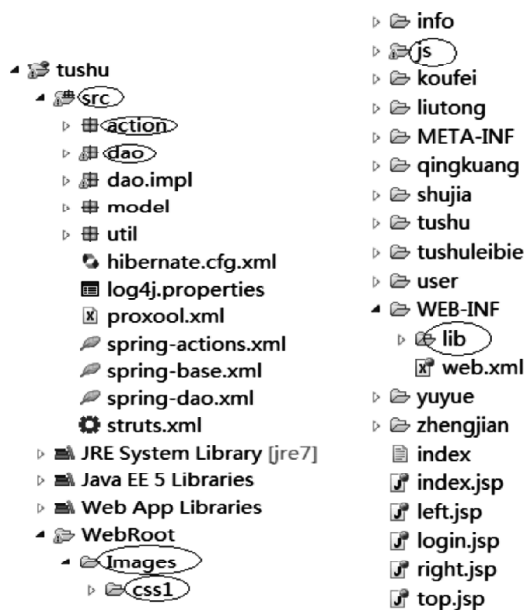 tushu
src
action
dao
dao.impl
model
util
hibernate.cfg.xml
log4j.properties
proxool.xml
spring-actions.xml
spring-base.xml
spring-dao.xml
struts.xml
JRE System Library [jre7]
Java EE 5 Libraries
Web App Libraries
WebRoot
Images
css1
info
js
koufei
liutong
META-INF
qingkuang
shujia
tushu
tushuleibie
user
WEB-INF
lib
web.xml
yuyue
zhengjian
index
index.jsp
left.jsp
login.jsp
right.jsp
top.jsp